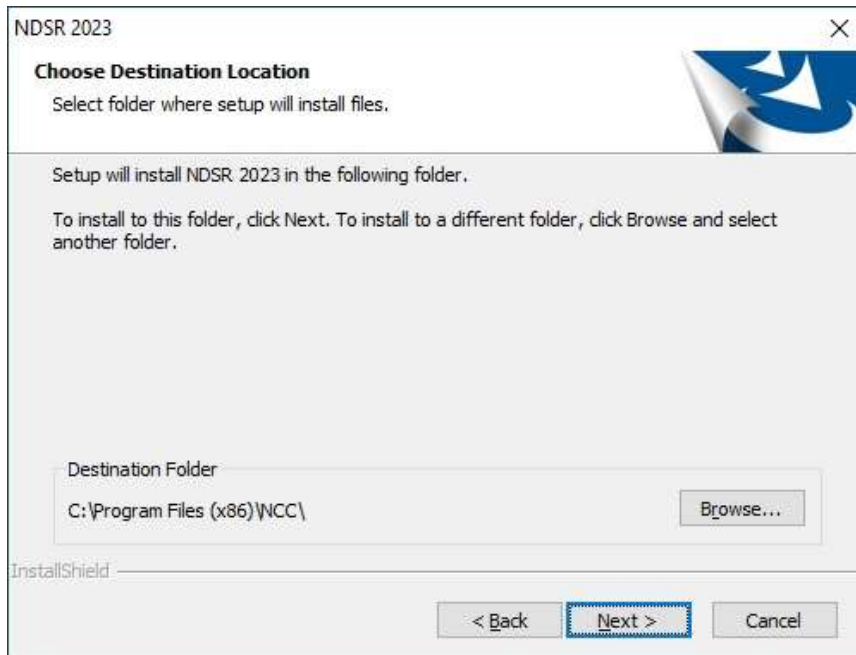 NDSR 2023
Choose Destination Location
Select folder where setup will install files.
Setup will install NDSR 2023 in the following folder.
To install to this folder, click Next. To install to a different folder, click Browse and select
another folder.
Destination Folder
C:\Program Files (x86)\NCC\
Browse...
InstallShield
< Back
Next >
Cancel